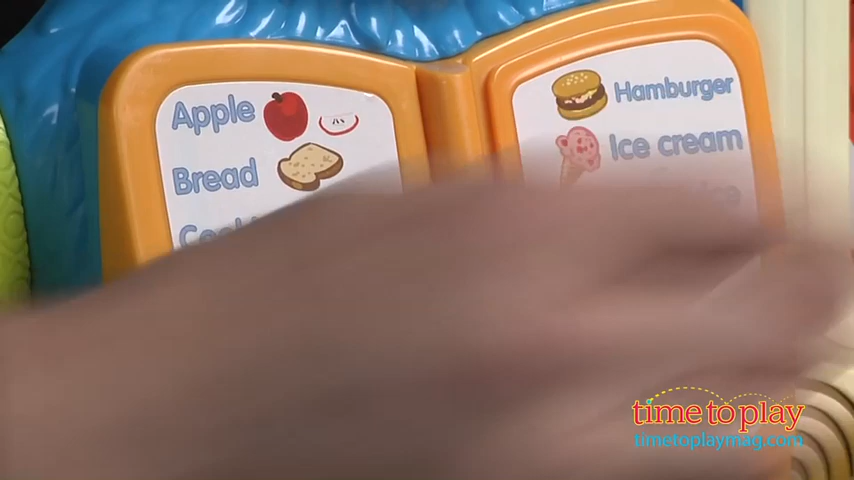 Apple
Bread
Hamburger
Ice cream
time to play
timetoplaymag.com